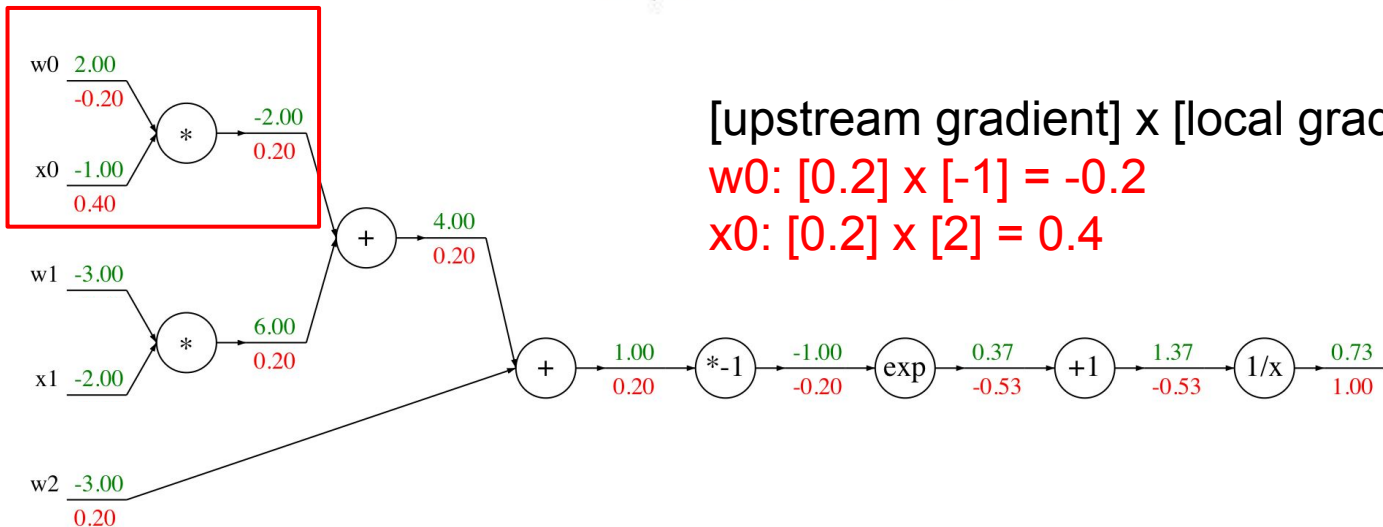 w0 2.00
-0.20
*
-2.00
0.20
x0 -1.00
0.40
[upstream gradient] x [local grad
w0: [0.2] x [-1] = -0.2
x0: [0.2] x [2] = 0.4
+
4.00
0.20
w1 -3.00
*
6.00
0.20
x1 -2.00
+
1.00
0.20
*-1
-1.00
-0.20
exp
0.37
-0.53
+1
1.37
-0.53
1/x
0.73
1.00
w2 -3.00
0.20